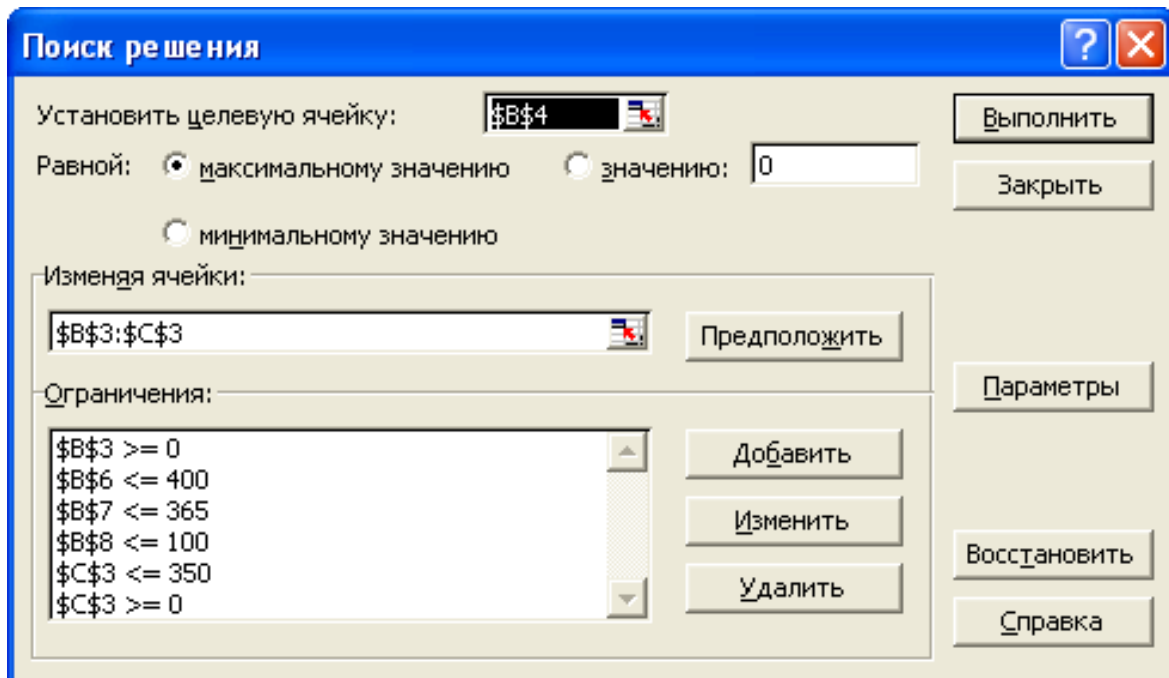 Поиск решения
Установить целевую ячейку: $B$4 Выполнить
Равной: максимальному значению значению: 0 Закрыть
минимальному значению
Изменяя ячейки:
$B$3:$C$3 Предположить
Ограничения: Параметры
$B$3 >= 0 Добавить
$B$6 <= 400
$B$7 <= 365 Изменить
$B$8 <= 100 Восстановить
$C$3 <= 350 Удалить
$C$3 >= 0 Справка